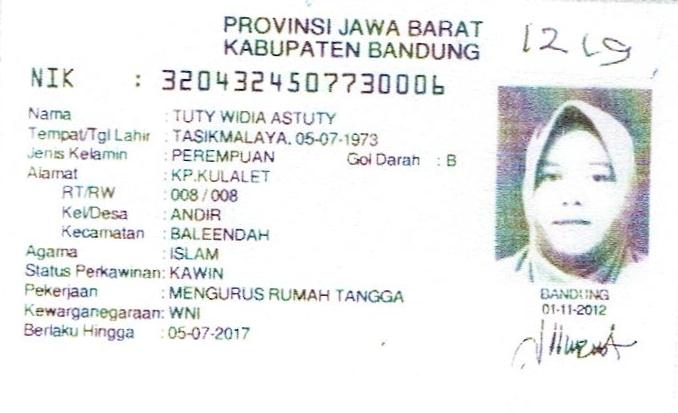 PROVINSI JAWA BARAT
KABUPATEN BANDUNG
1219
NIK : 3204324507730006
Nama : TUTY WIDIA ASTUTY
Tempat/Tgl Lahir : TASIKMALAYA, 05-07-1973
Jenis Kelamin : PEREMPUAN Gol Darah : B
Alamat : KP.KULALET
RT/RW : 008 / 008
Kel/Desa : ANDIR
Kecamatan : BALEENDAH
Agama : ISLAM
Status Perkawinan: KAWIN
Pekerjaan : MENGURUS RUMAH TANGGA
Kewarganegaraan: WNI
Berlaku Hingga : 05-07-2017
BANDUNG
01-11-2012